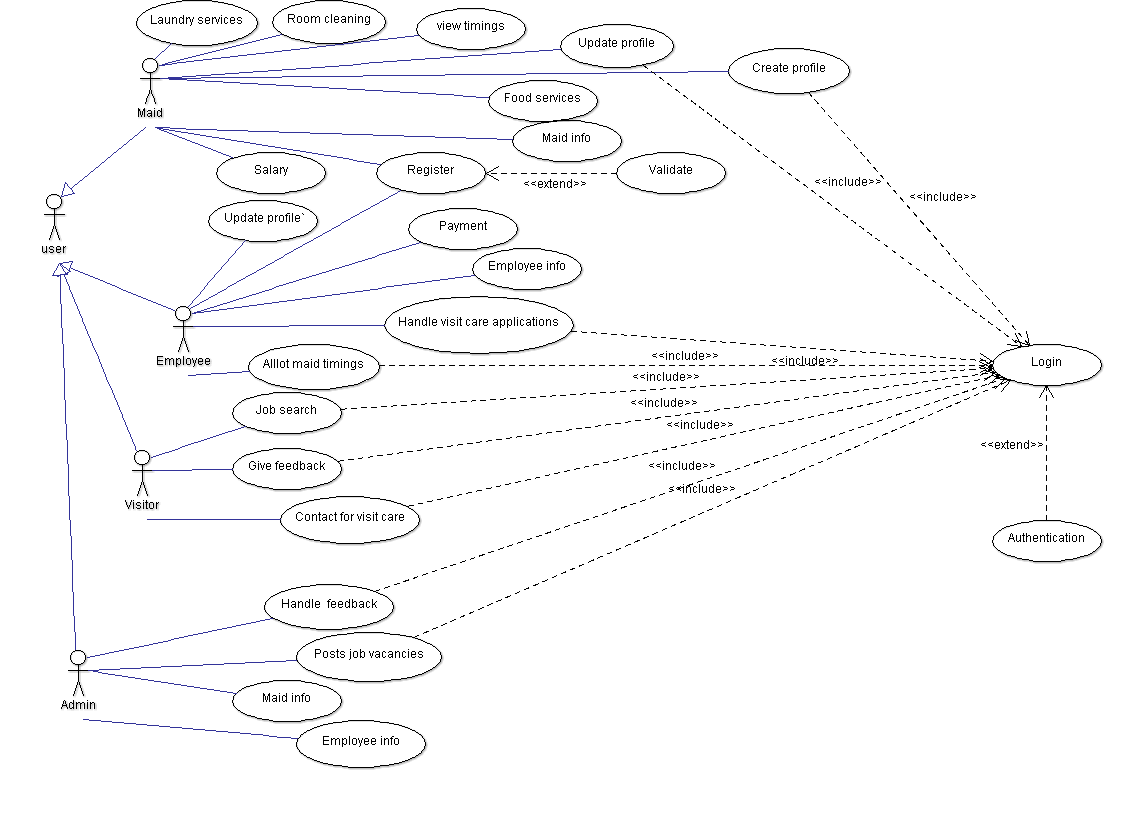 Laundry services
Room cleaning
view timings
Update profile
Create profile
Food services
Maid
Maid info
Salary
Register
Validate
<<extend>>
<<include>>
<<include>>
user
Update profile`
Payment
Employee info
Handle visit care applications
Employee
<<include>>
<<include>>
Alllot maid timings
Login
<<include>>
Job search
<<include>>
<<include>>
<<extend>>
Give feedback
<<include>>
<<include>>
Visitor
Contact for visit care
Authentication
Handle  feedback
Posts job vacancies
Maid info
Admin
Employee info